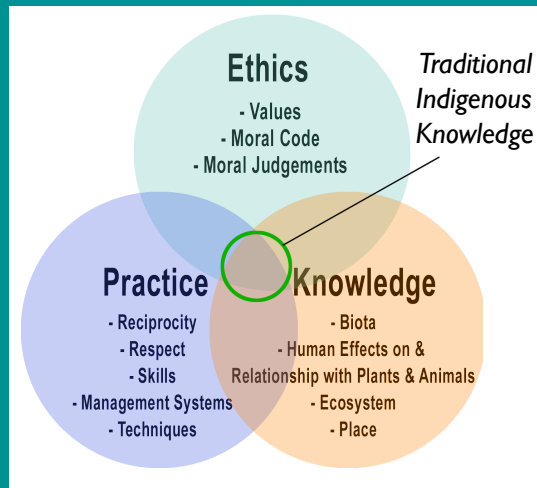 Ethics
- Values
- Moral Code
- Moral Judgements
Traditional
Indigenous
Knowledge
Practice
- Reciprocity
- Respect
- Skills
- Management Systems
- Techniques
Knowledge
- Biota
- Human Effects on &
Relationship with Plants & Animals
- Ecosystem
- Place